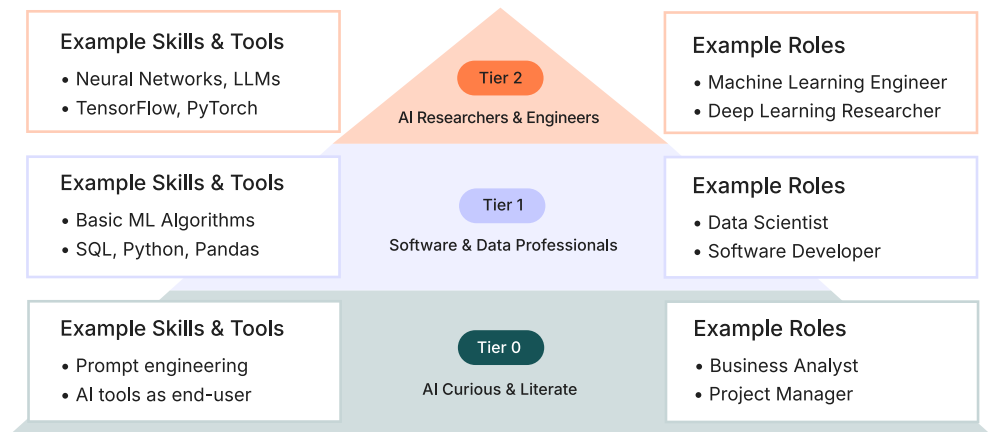 Example Skills & Tools
• Neural Networks, LLMs
• TensorFlow, PyTorch
Tier 2
AI Researchers & Engineers
Example Roles
• Machine Learning Engineer
• Deep Learning Researcher
Example Skills & Tools
• Basic ML Algorithms
• SQL, Python, Pandas
Tier 1
Software & Data Professionals
Example Roles
• Data Scientist
• Software Developer
Example Skills & Tools
• Prompt engineering
• AI tools as end-user
Tier 0
AI Curious & Literate
Example Roles
• Business Analyst
• Project Manager